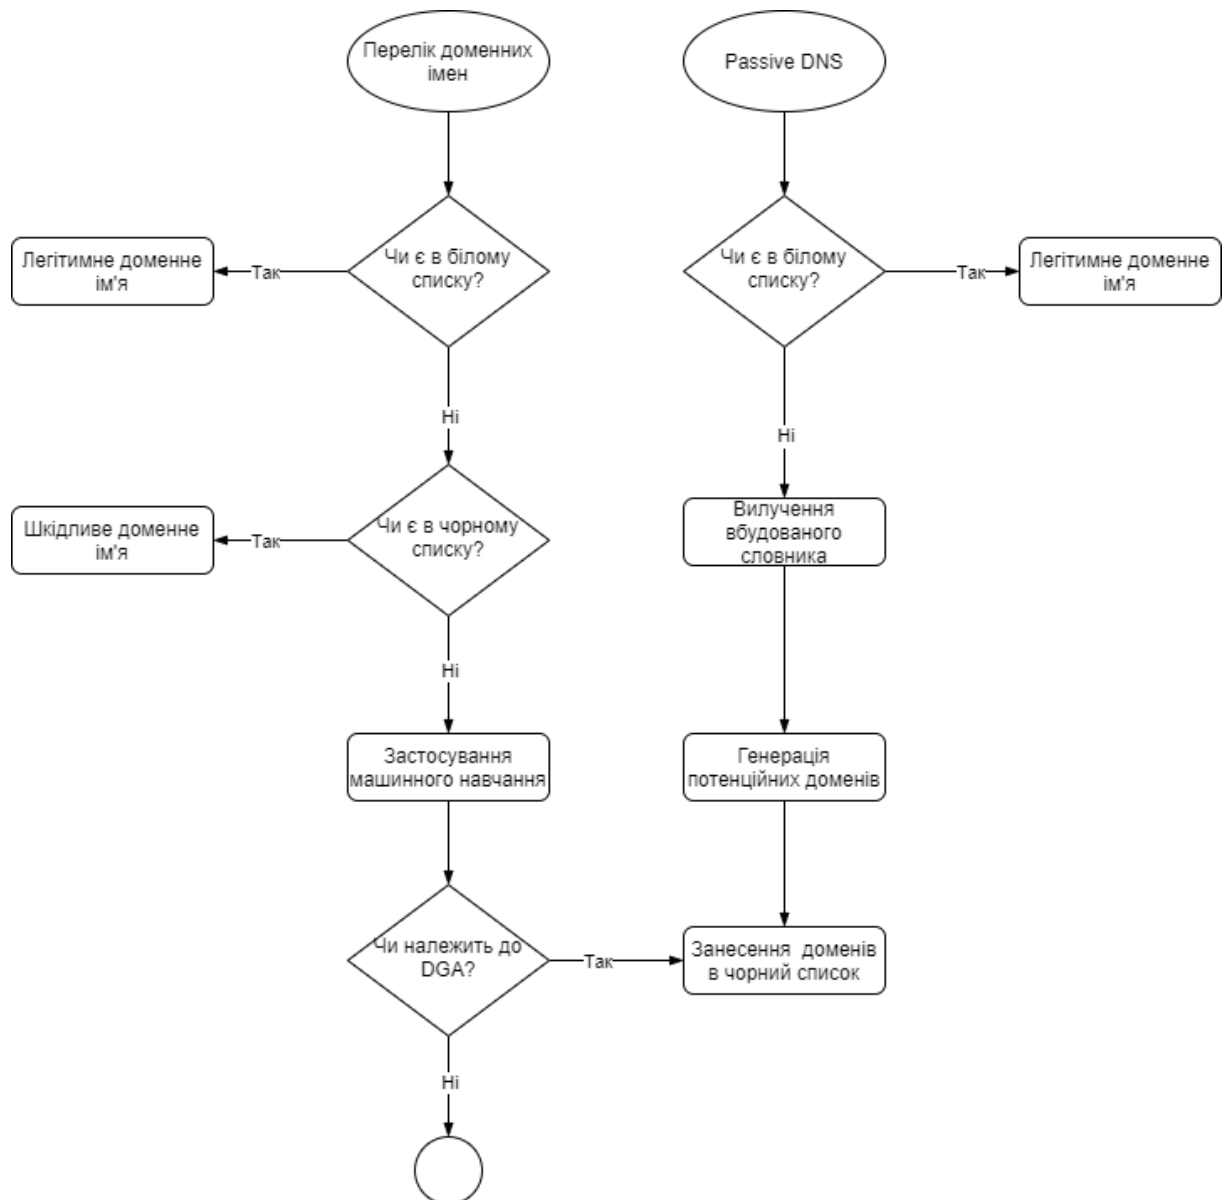 Перелік доменних
імен
Passive DNS
Чи є в білому
списку?
Так
Легітимне доменне
ім'я
Чи є в білому
списку?
Так
Легітимне доменне
ім'я
Ні
Ні
Чи є в чорному
списку?
Так
Шкідливе доменне
ім'я
Вилучення
вбудованого
словника
Ні
Застосування
машинного навчання
Генерація
потенційних доменів
Чи належить до
DGA?
Так
Занесення  доменів
в чорний список
Ні